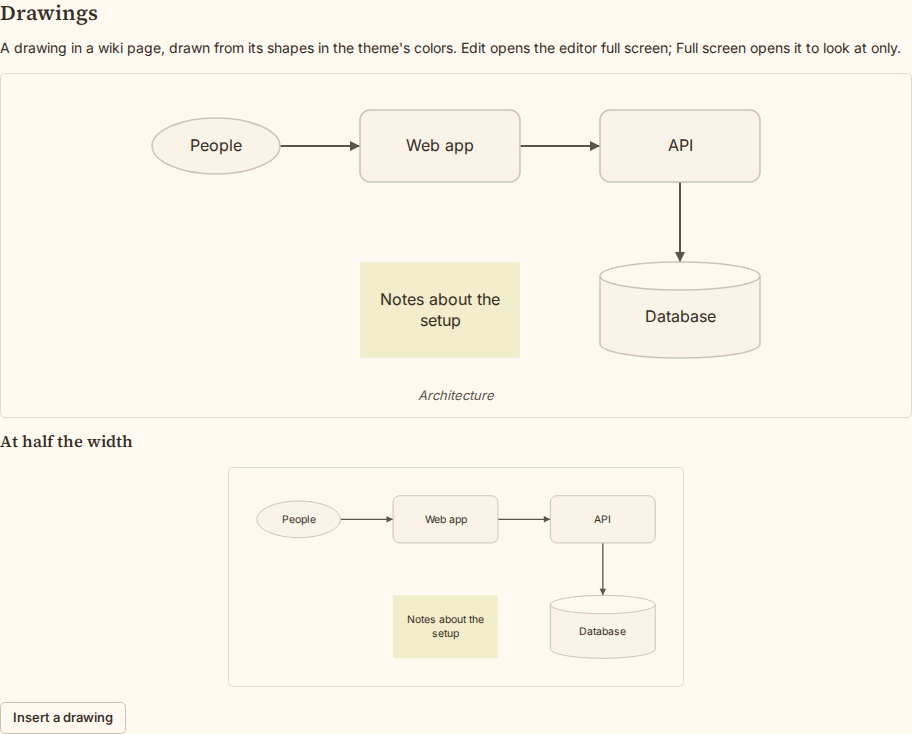 Drawings
A drawing in a wiki page, drawn from its shapes in the theme's colors. Edit opens the editor full screen; Full screen opens it to look at only.
People
Web app
API
Notes about the
setup
Database
Architecture
At half the width
People
Web app
API
Notes about the
setup
Database
Insert a drawing